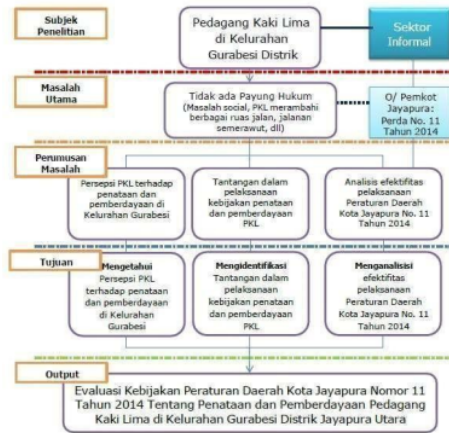 Subjek
Penelitian
Pedagang Kaki Lima
di Kelurahan
Gurabesi Distrik
Sektor
Informal
Masalah
Utama
Tidak ada Payung Hukum
(Masalah social, PKL merambahi
berbagai ruas jalan, jalanan
semerawut, dll)
O/ Pemkot
Jayapura:
Perda No. 11
Tahun 2014
Perumusan
Masalah
Persepsi PKL terhadap
penataan dan
pemberdayaan di
Kelurahan Gurabesi
Tantangan dalam
pelaksanaan
kebijakan penataan
dan pemberdayaan
PKL
Analisis efektifitas
pelaksanaan
Peraturan Daerah
Kota Jayapura No. 11
Tahun 2014
Tujuan
Mengetahui
Persepsi PKL
terhadap penataan
dan pemberdayaan
di Kelurahan
Gurabesi
Mengidentifikasi
Tantangan dalam
pelaksanaan
kebijakan penataan
dan pemberdayaan
PKL
Menganalisisi
efektifitas
pelaksanaan
Peraturan Daerah
Kota Jayapura No. 11
Tahun 2014
Output
Evaluasi Kebijakan Peraturan Daerah Kota Jayapura Nomor 11
Tahun 2014 Tentang Penataan dan Pemberdayaan Pedagang
Kaki Lima di Kelurahan Gurabesi Distrik Jayapura Utara